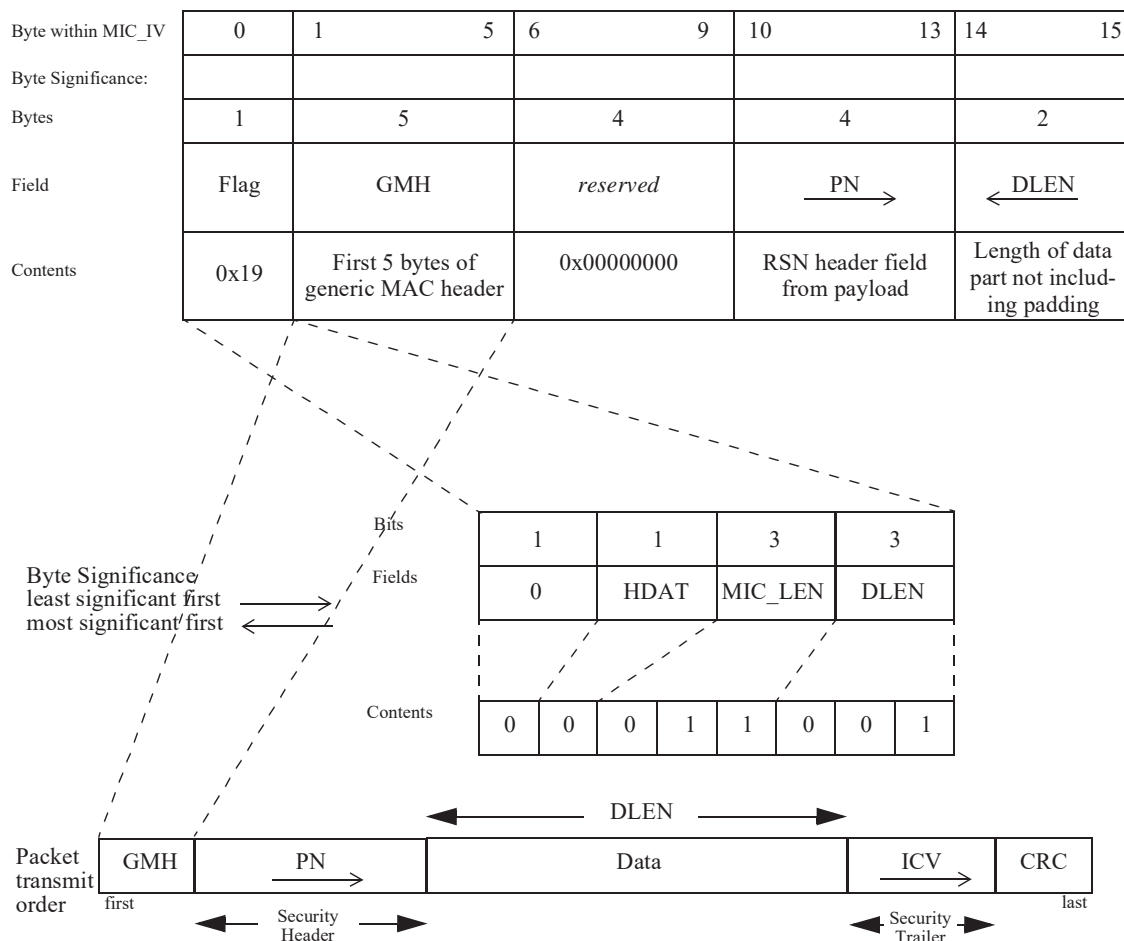 Byte within MIC_IV 0 1 5 6 9 10 13 14 15
Byte Significance:
Bytes 1 5 4 4 2
Field Flag GMH reserved PN DLEN
Contents 0x19 First 5 bytes of generic MAC header 0x00000000 RSN header field from payload Length of data part not includ-ing padding
Bits 1 1 3 3
Fields 0 HDAT MIC_LEN DLEN
Byte Significance
least significant first
most significant first
Contents 0 0 0 1 1 0 0 1
DLEN
Packet transmit order GMH PN Data ICV CRC
first last
Security Header Security Trailer